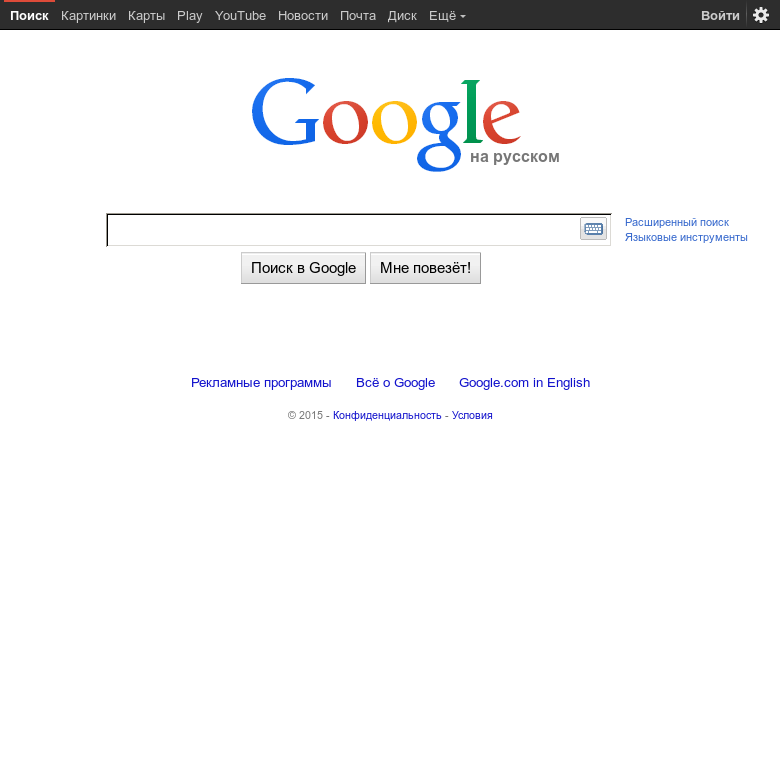 Поиск Картинки Карты Play YouTube Новости Почта Диск Ещё Войти
Google
на русском
Расширенный поиск
Языковые инструменты
Поиск в Google Мне повезёт!
Рекламные программы Всё о Google Google.com in English
© 2015 - Конфиденциальность - Условия